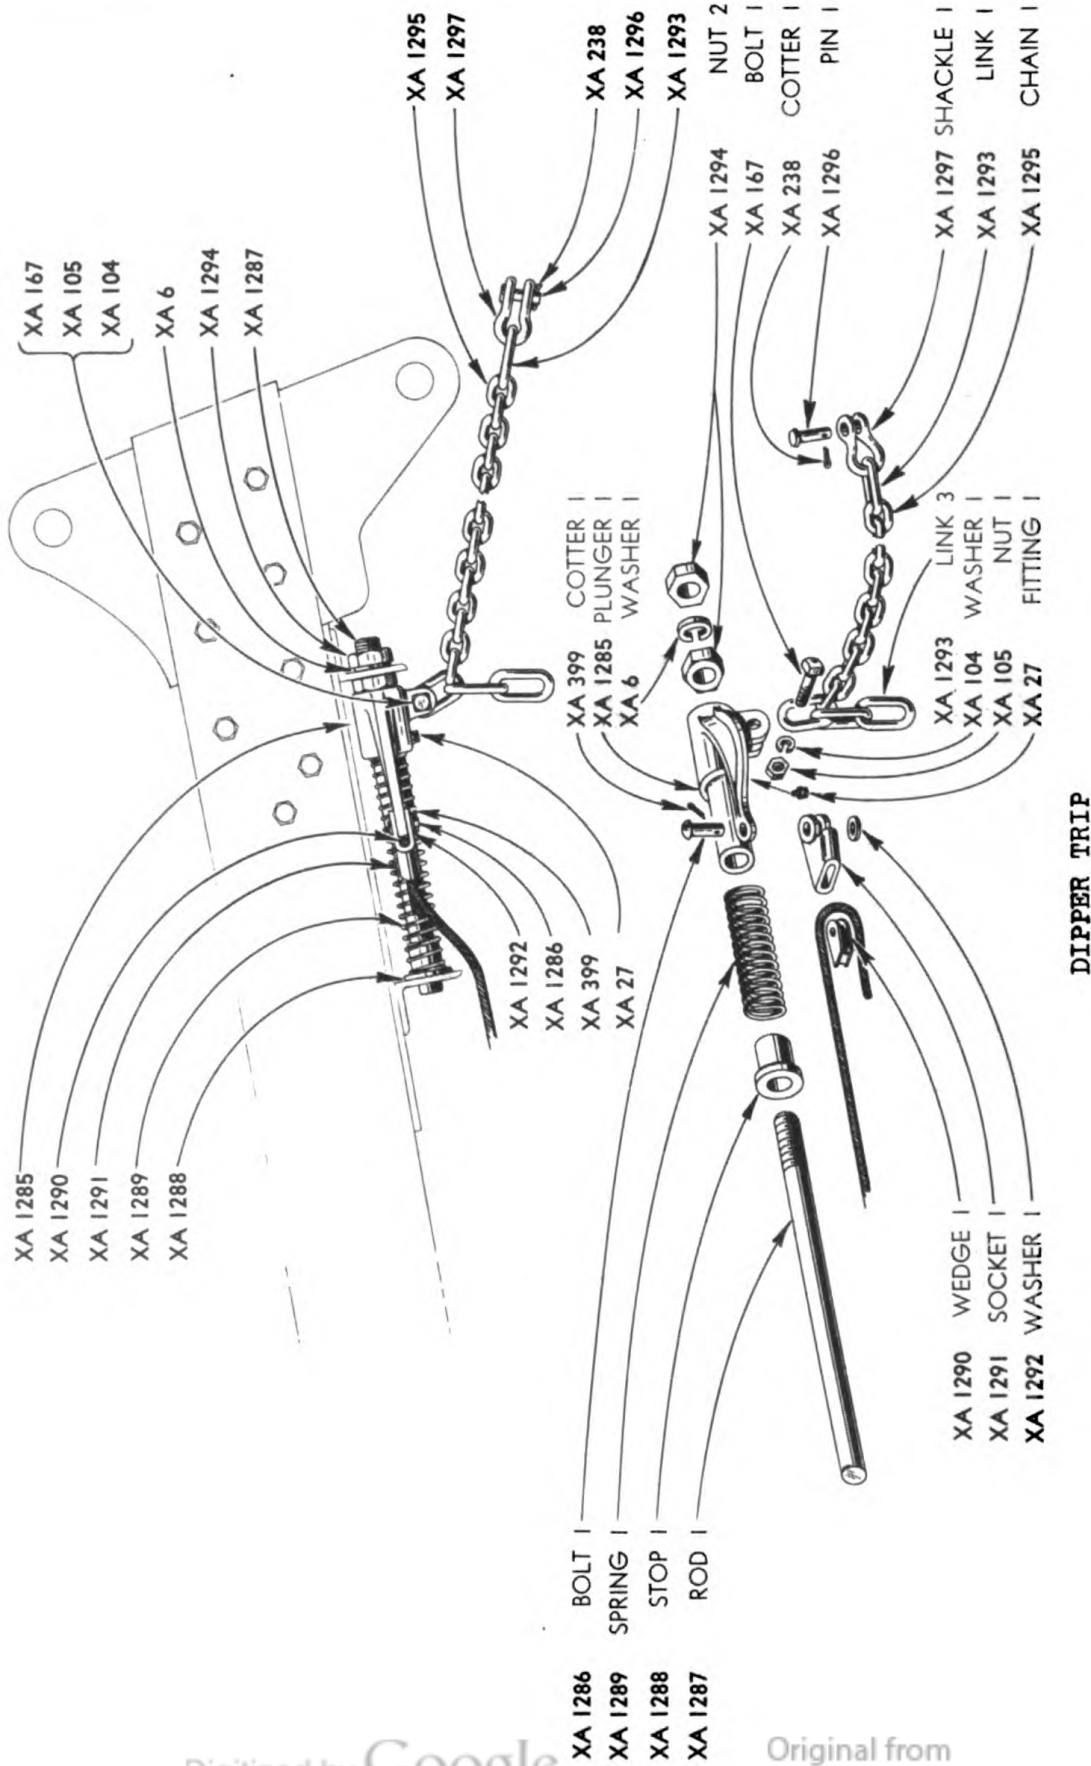 XA 1285
XA 1290
XA 1291
XA 1289
XA 1288
XA 167
XA 105
XA 104
XA 6
XA 1294
XA 1287
XA 1295
XA 1297
XA 238
XA 1296
XA 1293
XA 1292
XA 1286
XA 399
XA 27
XA 1286 BOLT 1
XA 1289 SPRING 1
XA 1288 STOP 1
XA 1287 ROD 1
XA 399 COTTER 1
XA 1285 PLUNGER 1
XA 6 WASHER 1
XA 1294 NUT 2
XA 167 BOLT 1
XA 238 COTTER 1
XA 1296 PIN 1
XA 1290 WEDGE 1
XA 1291 SOCKET 1
XA 1292 WASHER 1
XA 1293 LINK 3
XA 104 WASHER 1
XA 105 NUT 1
XA 27 FITTING 1
XA 1297 SHACKLE 1
XA 1293 LINK 1
XA 1295 CHAIN 1
DIPPER TRIP
Digitized by Google
Original from